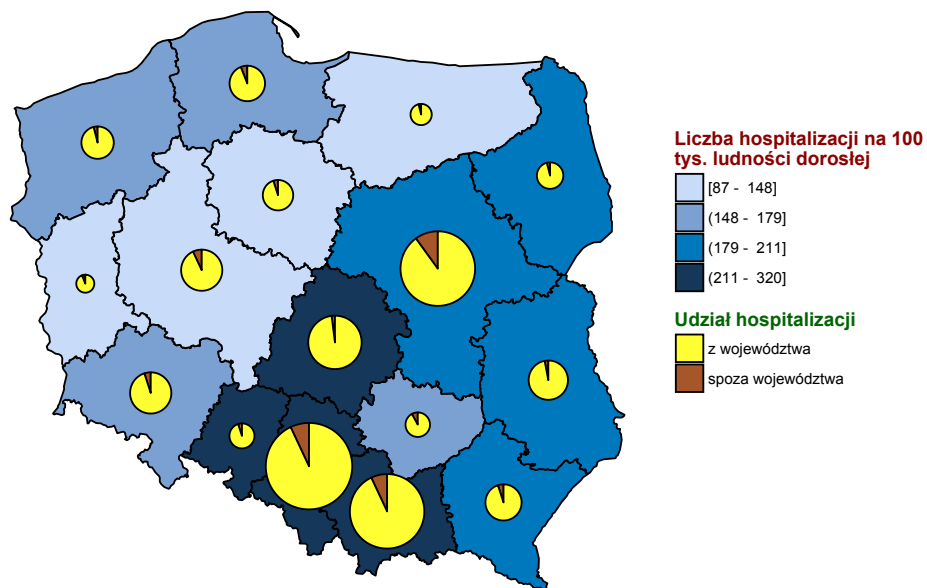 Liczba hospitalizacji na 100
tys. ludności dorosłej
[87 - 148]
(148 - 179]
(179 - 211]
(211 - 320]
Udział hospitalizacji
z województwa
spoza województwa